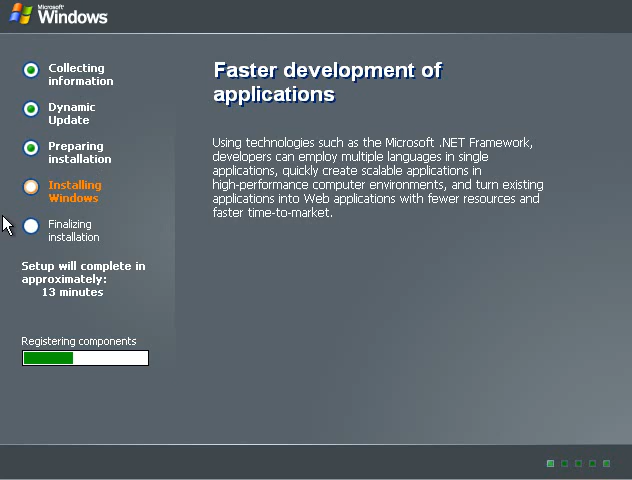 Microsoft
Windows
Collecting
information
Dynamic
Update
Preparing
installation
Installing
Windows
Finalizing
installation
Setup will complete in
approximately:
13 minutes
Registering components
Faster development of
applications
Using technologies such as the Microsoft .NET Framework,
developers can employ multiple languages in single
applications, quickly create scalable applications in
high-performance computer environments, and turn existing
applications into Web applications with fewer resources and
faster time-to-market.